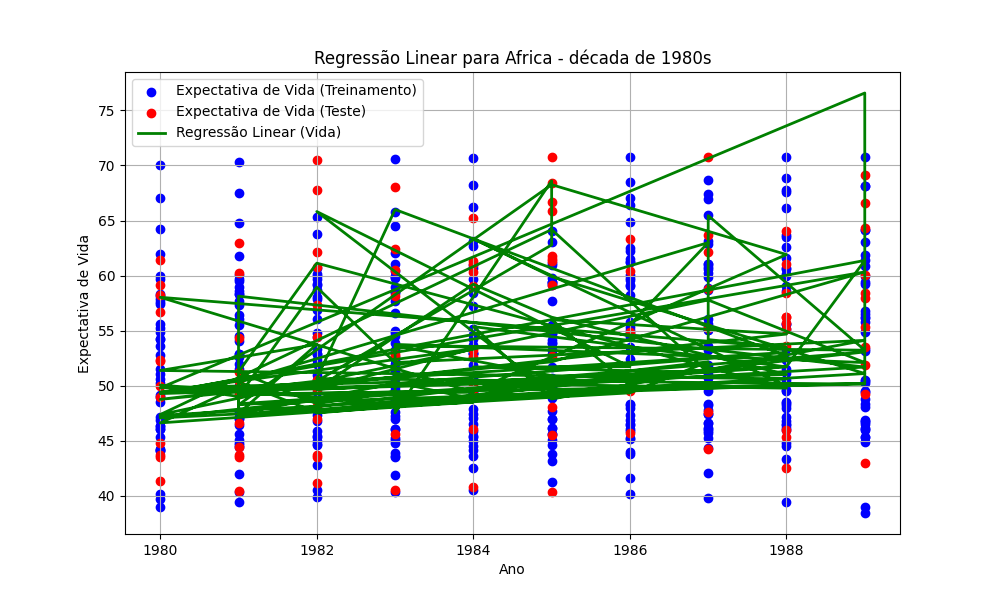 Regressão Linear para Africa - década de 1980s
Expectativa de Vida (Treinamento)
Expectativa de Vida (Teste)
Regressão Linear (Vida)
Expectativa de Vida
75
70
65
60
55
50
45
40
1980
1982
1984
1986
1988
Ano